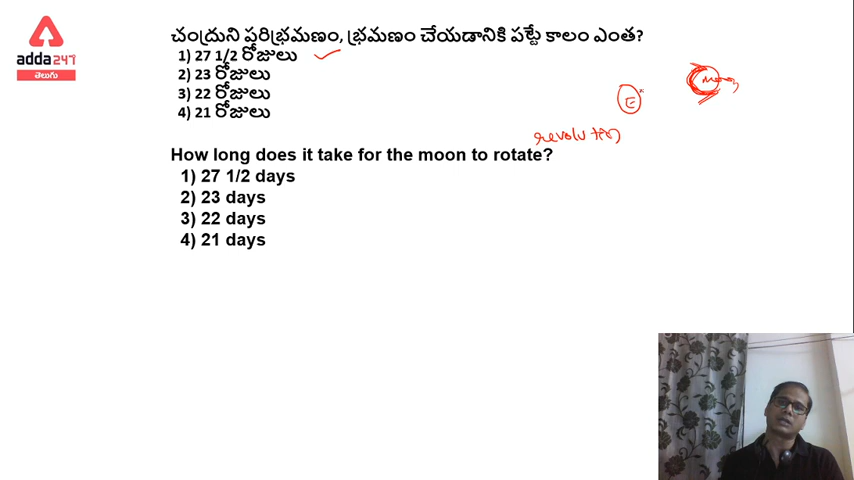 adda247
తెలుగు
చంద్రుని పరిభ్రమణం, భ్రమణం చేయడానికి పట్టే కాలం ఎంత?
1) 27 1/2 రోజులు
2) 23 రోజులు
3) 22 రోజులు
4) 21 రోజులు
E
revolution
How long does it take for the moon to rotate?
1) 27 1/2 days
2) 23 days
3) 22 days
4) 21 days